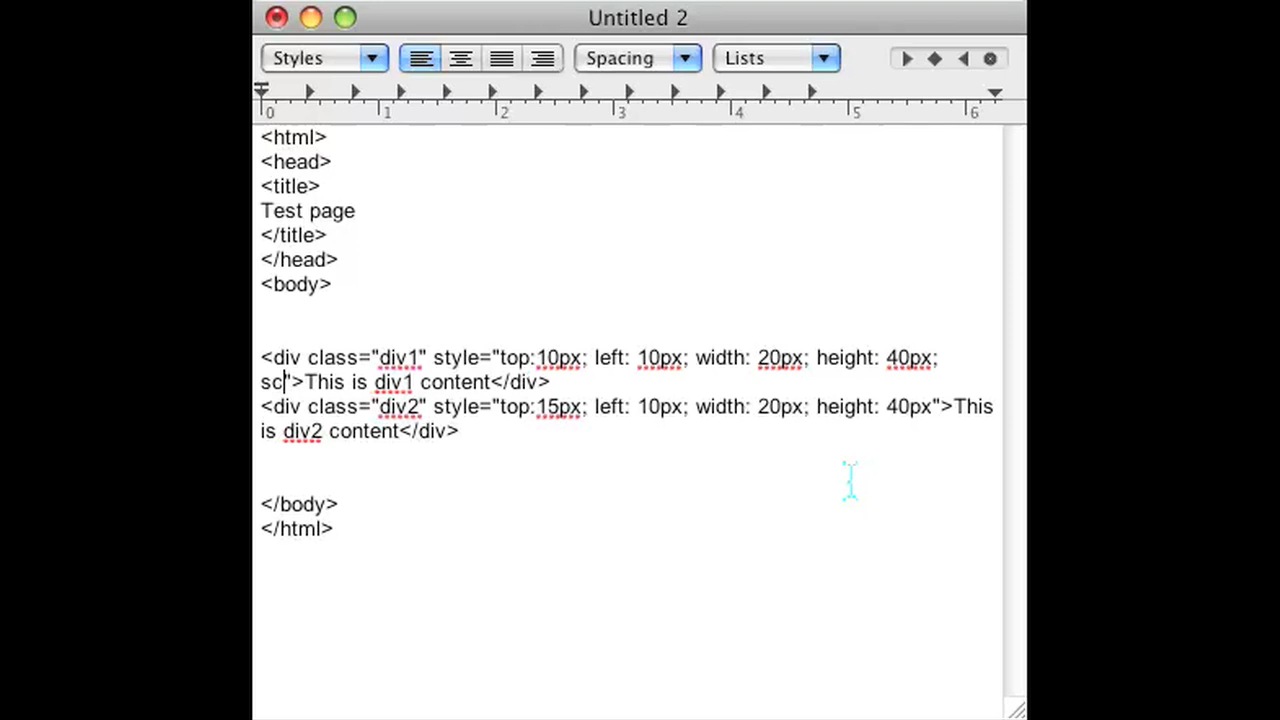 Untitled 2
Styles Spacing Lists
0 1 2 3 4 5 6
<html>
<head>
<title>
Test page
</title>
</head>
<body>
<div class="div1" style="top:10px; left: 10px; width: 20px; height: 40px;
sc">This is div1 content</div>
<div class="div2" style="top:15px; left: 10px; width: 20px; height: 40px">This
is div2 content</div>
</body>
</html>